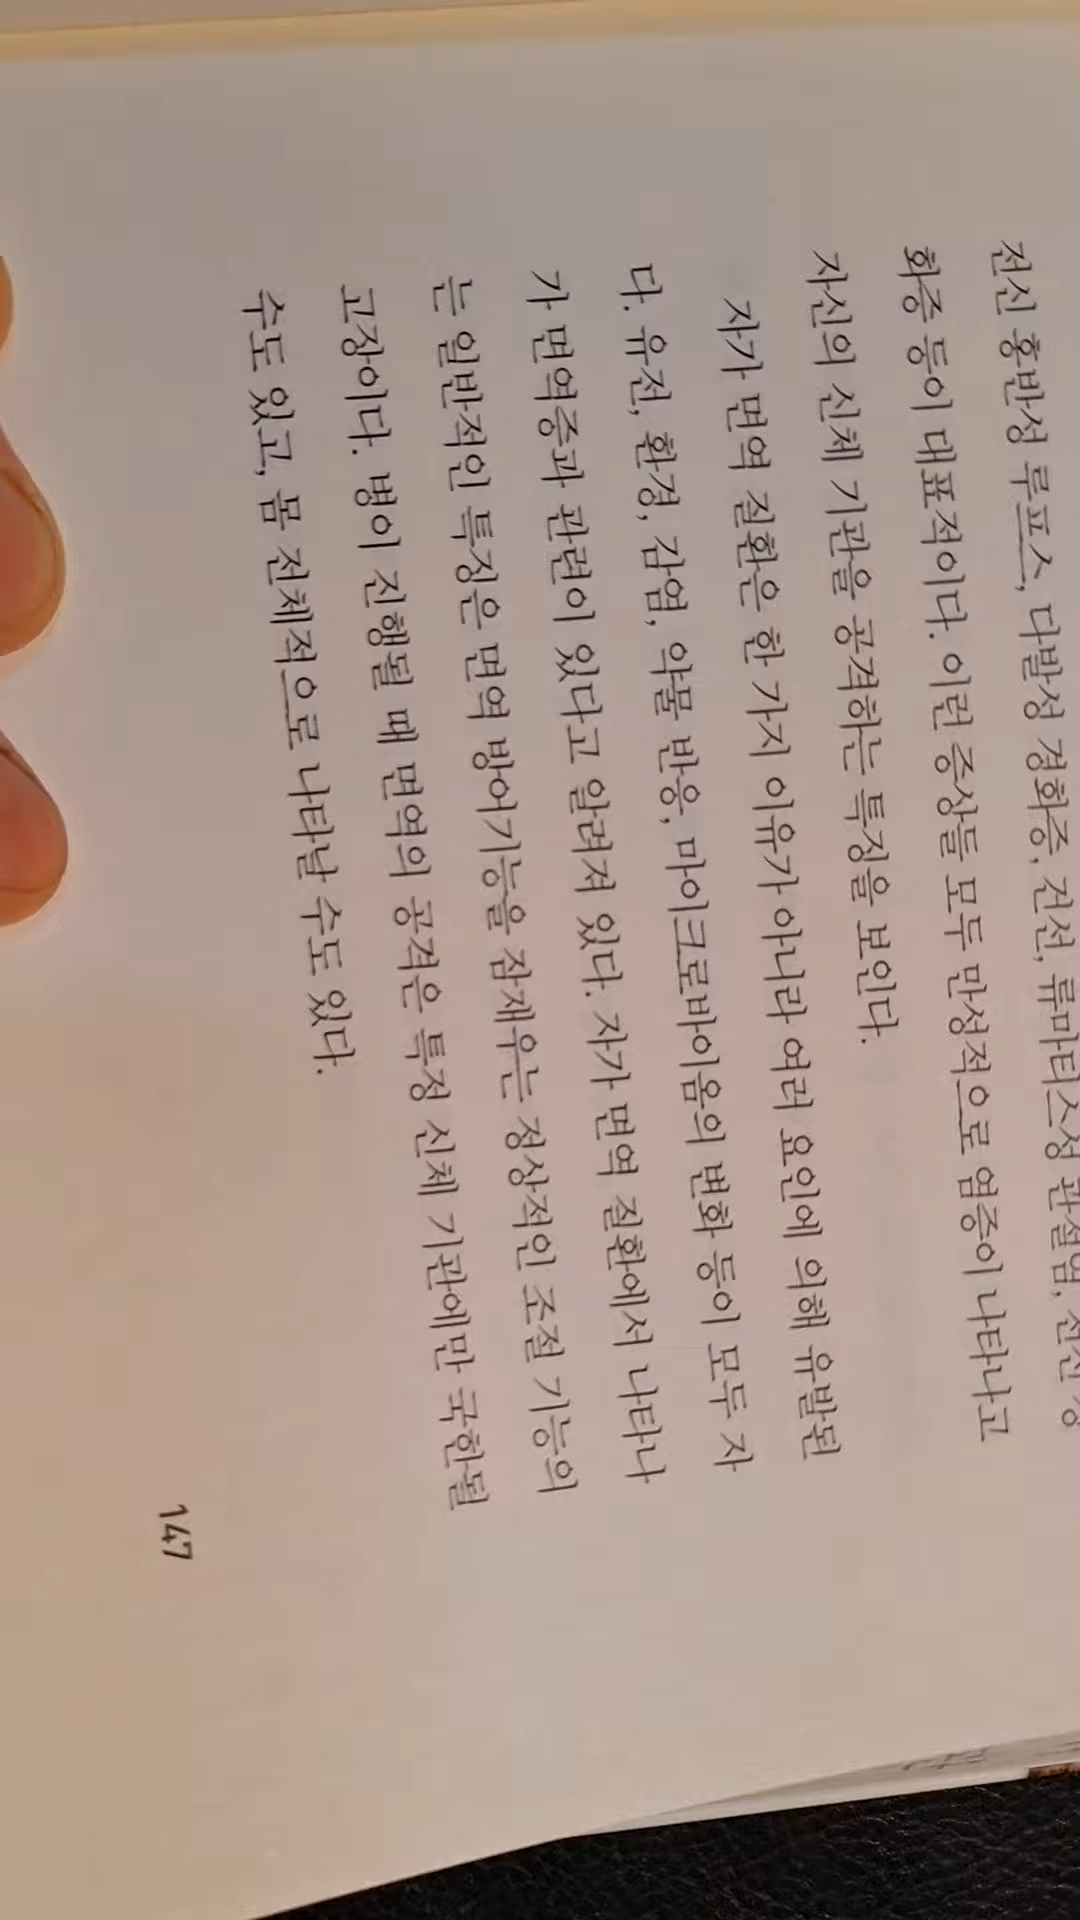 전신 홍반성 루프스, 다발성 경화증, 건선, 류마티스성 관절염, 전신 경
화증 등이 대표적이다. 이런 증상들 모두 만성적으로 염증이 나타나고
자신의 신체 기관을 공격하는 특징을 보인다.
자가 면역 질환은 한 가지 이유가 아니라 여러 요인에 의해 유발된
다. 유전, 환경, 감염, 약물 반응, 마이크로바이옴의 변화 등이 모두 자
가 면역증과 관련이 있다고 알려져 있다. 자가 면역 질환에서 나타나
는 일반적인 특징은 면역 방어기능을 잠재우는 정상적인 조절 기능의
고장이다. 병이 진행될 때 면역의 공격은 특정 신체 기관에만 국한될
수도 있고, 몸 전체적으로 나타날 수도 있다.
147